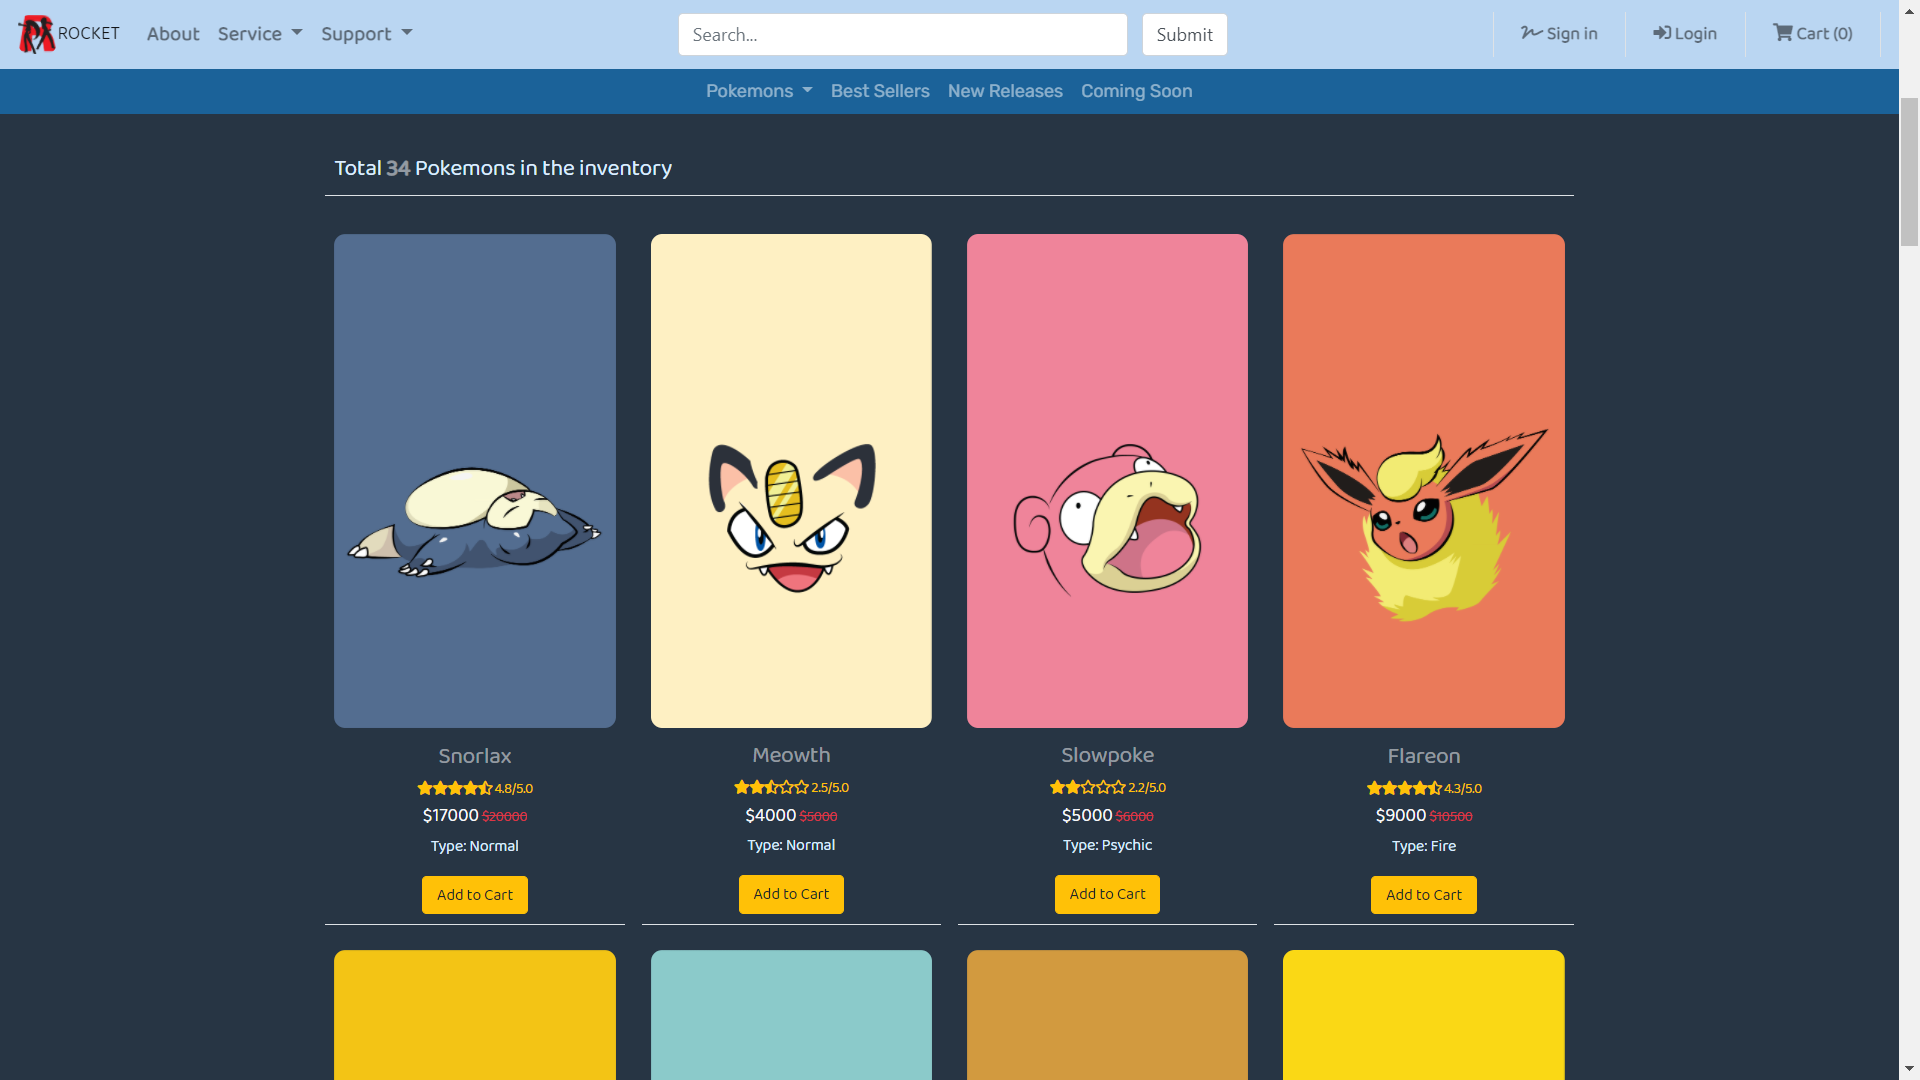 ROCKET About Service Support Search... Submit Sign in Login Cart (0)
Pokemons Best Sellers New Releases Coming Soon
Total 34 Pokemons in the inventory
Snorlax Meowth Slowpoke Flareon
4.8/5.0 2.5/5.0 2.2/5.0 4.3/5.0
$17000 $20000 $4000 $5000 $5000 $6000 $9000 $10500
Type: Normal Type: Normal Type: Psychic Type: Fire
Add to Cart Add to Cart Add to Cart Add to Cart